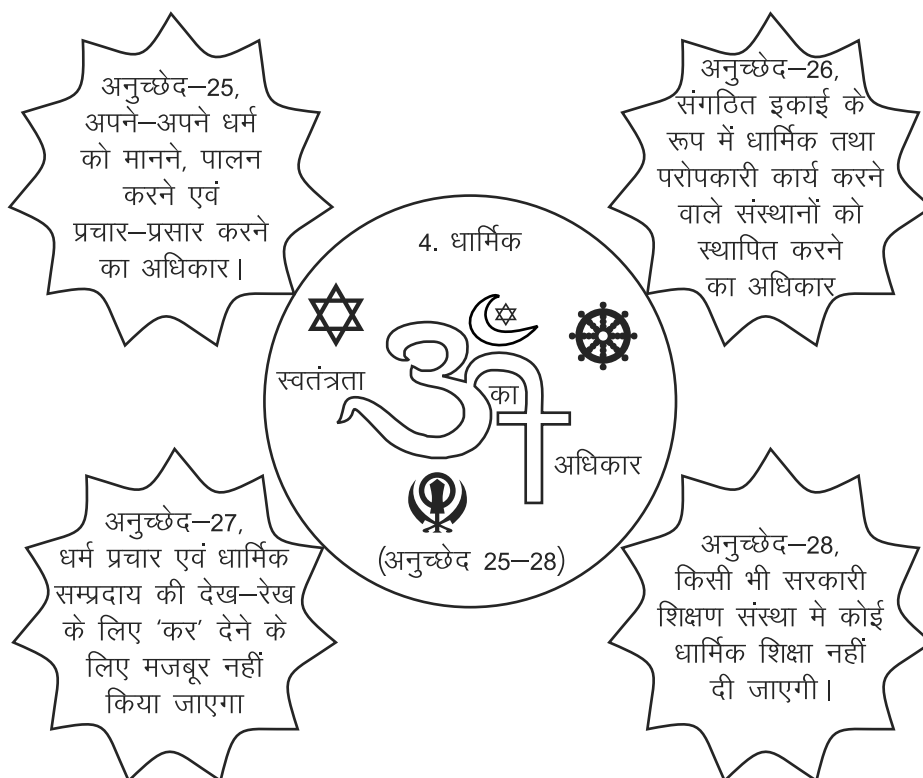 अनुच्छेद–25,
अपने–अपने धर्म
को मानने, पालन
करने एवं
प्रचार–प्रसार करने
का अधिकार।
अनुच्छेद–26,
संगठित इकाई के
रूप में धार्मिक तथा
परोपकारी कार्य करने
वाले संस्थानों को
स्थापित करने
का अधिकार
4. धार्मिक
स्वतंत्रता
का
अधिकार
(अनुच्छेद 25–28)
अनुच्छेद–27,
धर्म प्रचार एवं धार्मिक
सम्प्रदाय की देख–रेख
के लिए ‘कर’ देने के
लिए मजबूर नहीं
किया जाएगा
अनुच्छेद–28,
किसी भी सरकारी
शिक्षण संस्था मे कोई
धार्मिक शिक्षा नहीं
दी जाएगी।